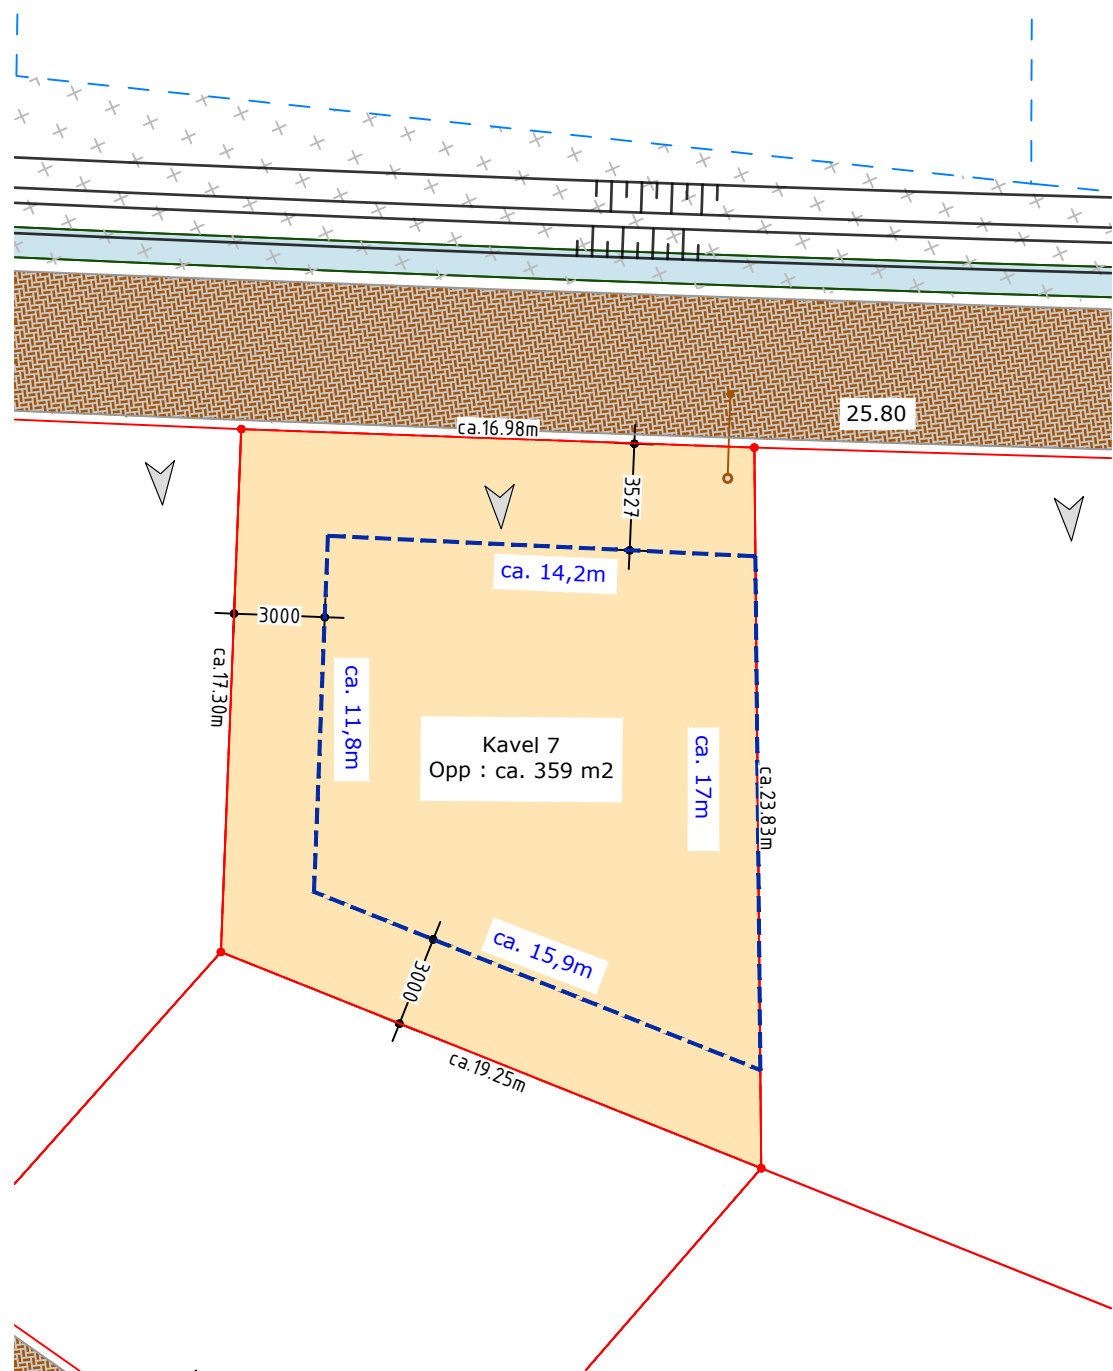 25.80
ca.16.98m
3527
ca. 14,2m
3000
ca.17.30m
ca. 11,8m
Kavel 7
Opp : ca. 359 m2
ca. 17m
ca.23.83m
ca. 15,9m
3000
ca.19.25m